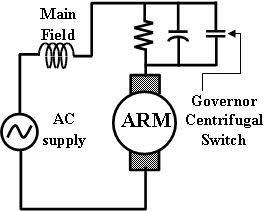 Main
Field
AC
supply
ARM
Governor
Centrifugal
Switch